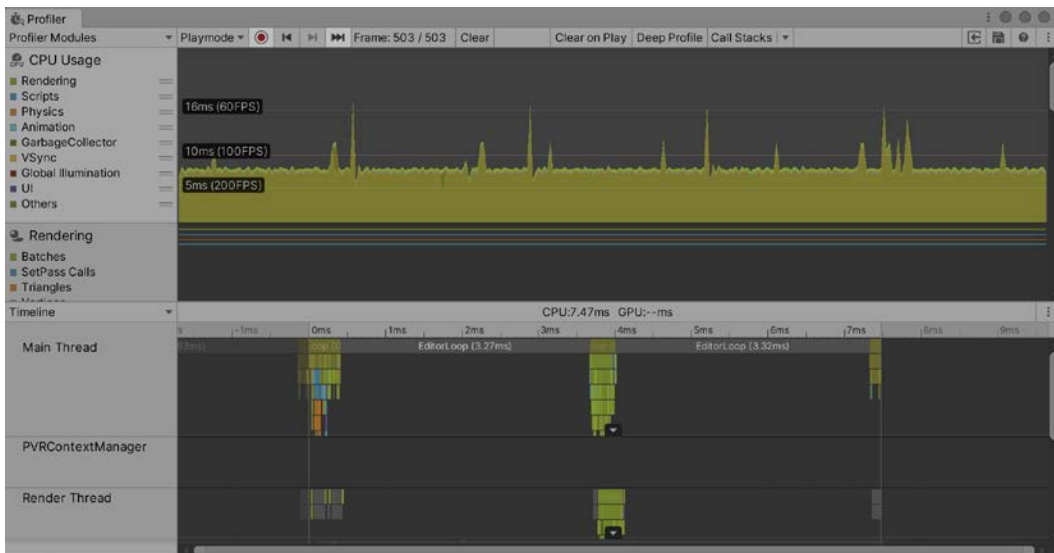 Profiler
Profiler Modules
Playmode
Frame: 503 / 503
Clear
Clear on Play
Deep Profile
Call Stacks
CPU Usage
Rendering
Scripts
Physics
Animation
GarbageCollector
VSync
Global Illumination
UI
Others
16ms (60FPS)
10ms (100FPS)
5ms (200FPS)
Rendering
Batches
SetPass Calls
Triangles
Timeline
CPU:7.47ms GPU:--ms
-1ms
0ms
1ms
2ms
3ms
4ms
5ms
6ms
7ms
8ms
9ms
Main Thread
EditorLoop (3.27ms)
EditorLoop (3.32ms)
PVRContextManager
Render Thread